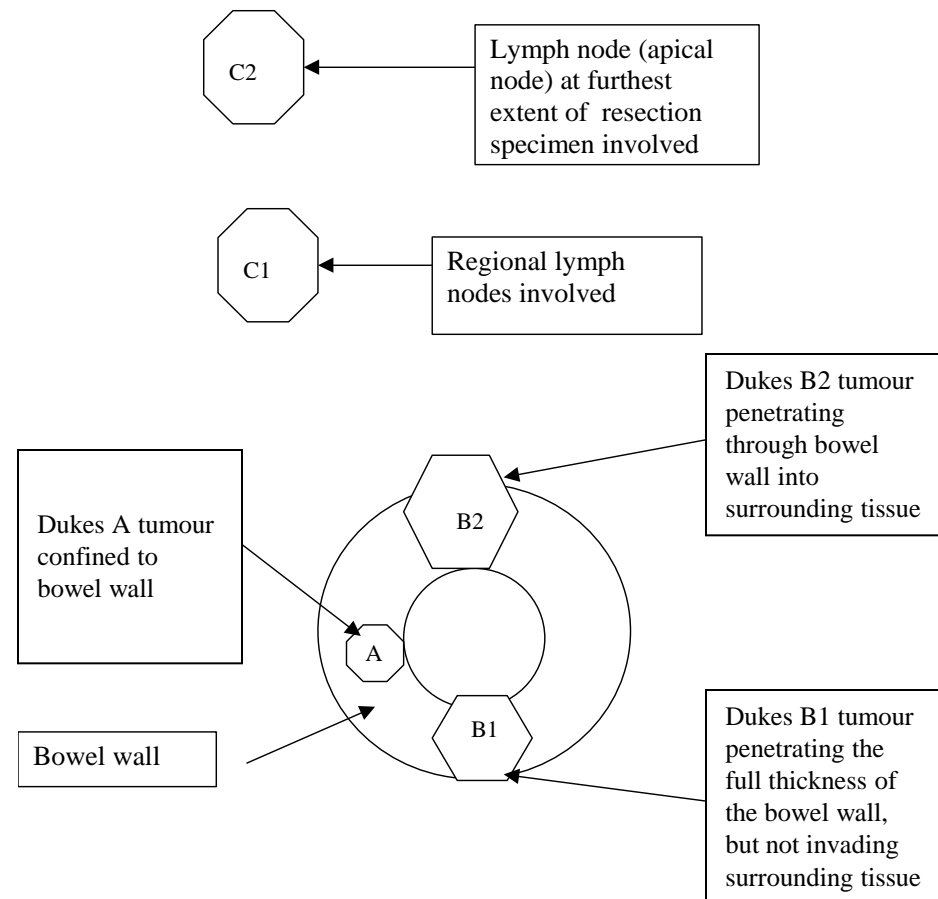 C2
Lymph node (apical
node) at furthest
extent of  resection
specimen involved
C1
Regional lymph
nodes involved
Dukes B2 tumour
penetrating
through bowel
wall into
surrounding tissue
Dukes A tumour
confined to
bowel wall
B2
A
B1
Bowel wall
Dukes B1 tumour
penetrating the
full thickness of
the bowel wall,
but not invading
surrounding tissue